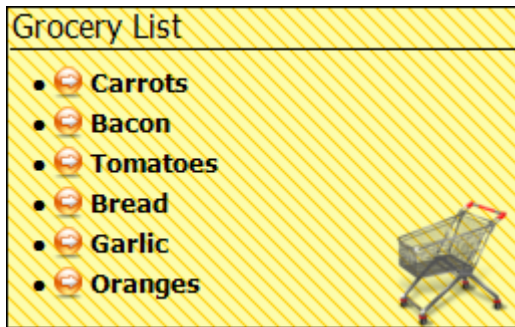 Grocery List
Carrots
Bacon
Tomatoes
Bread
Garlic
Oranges